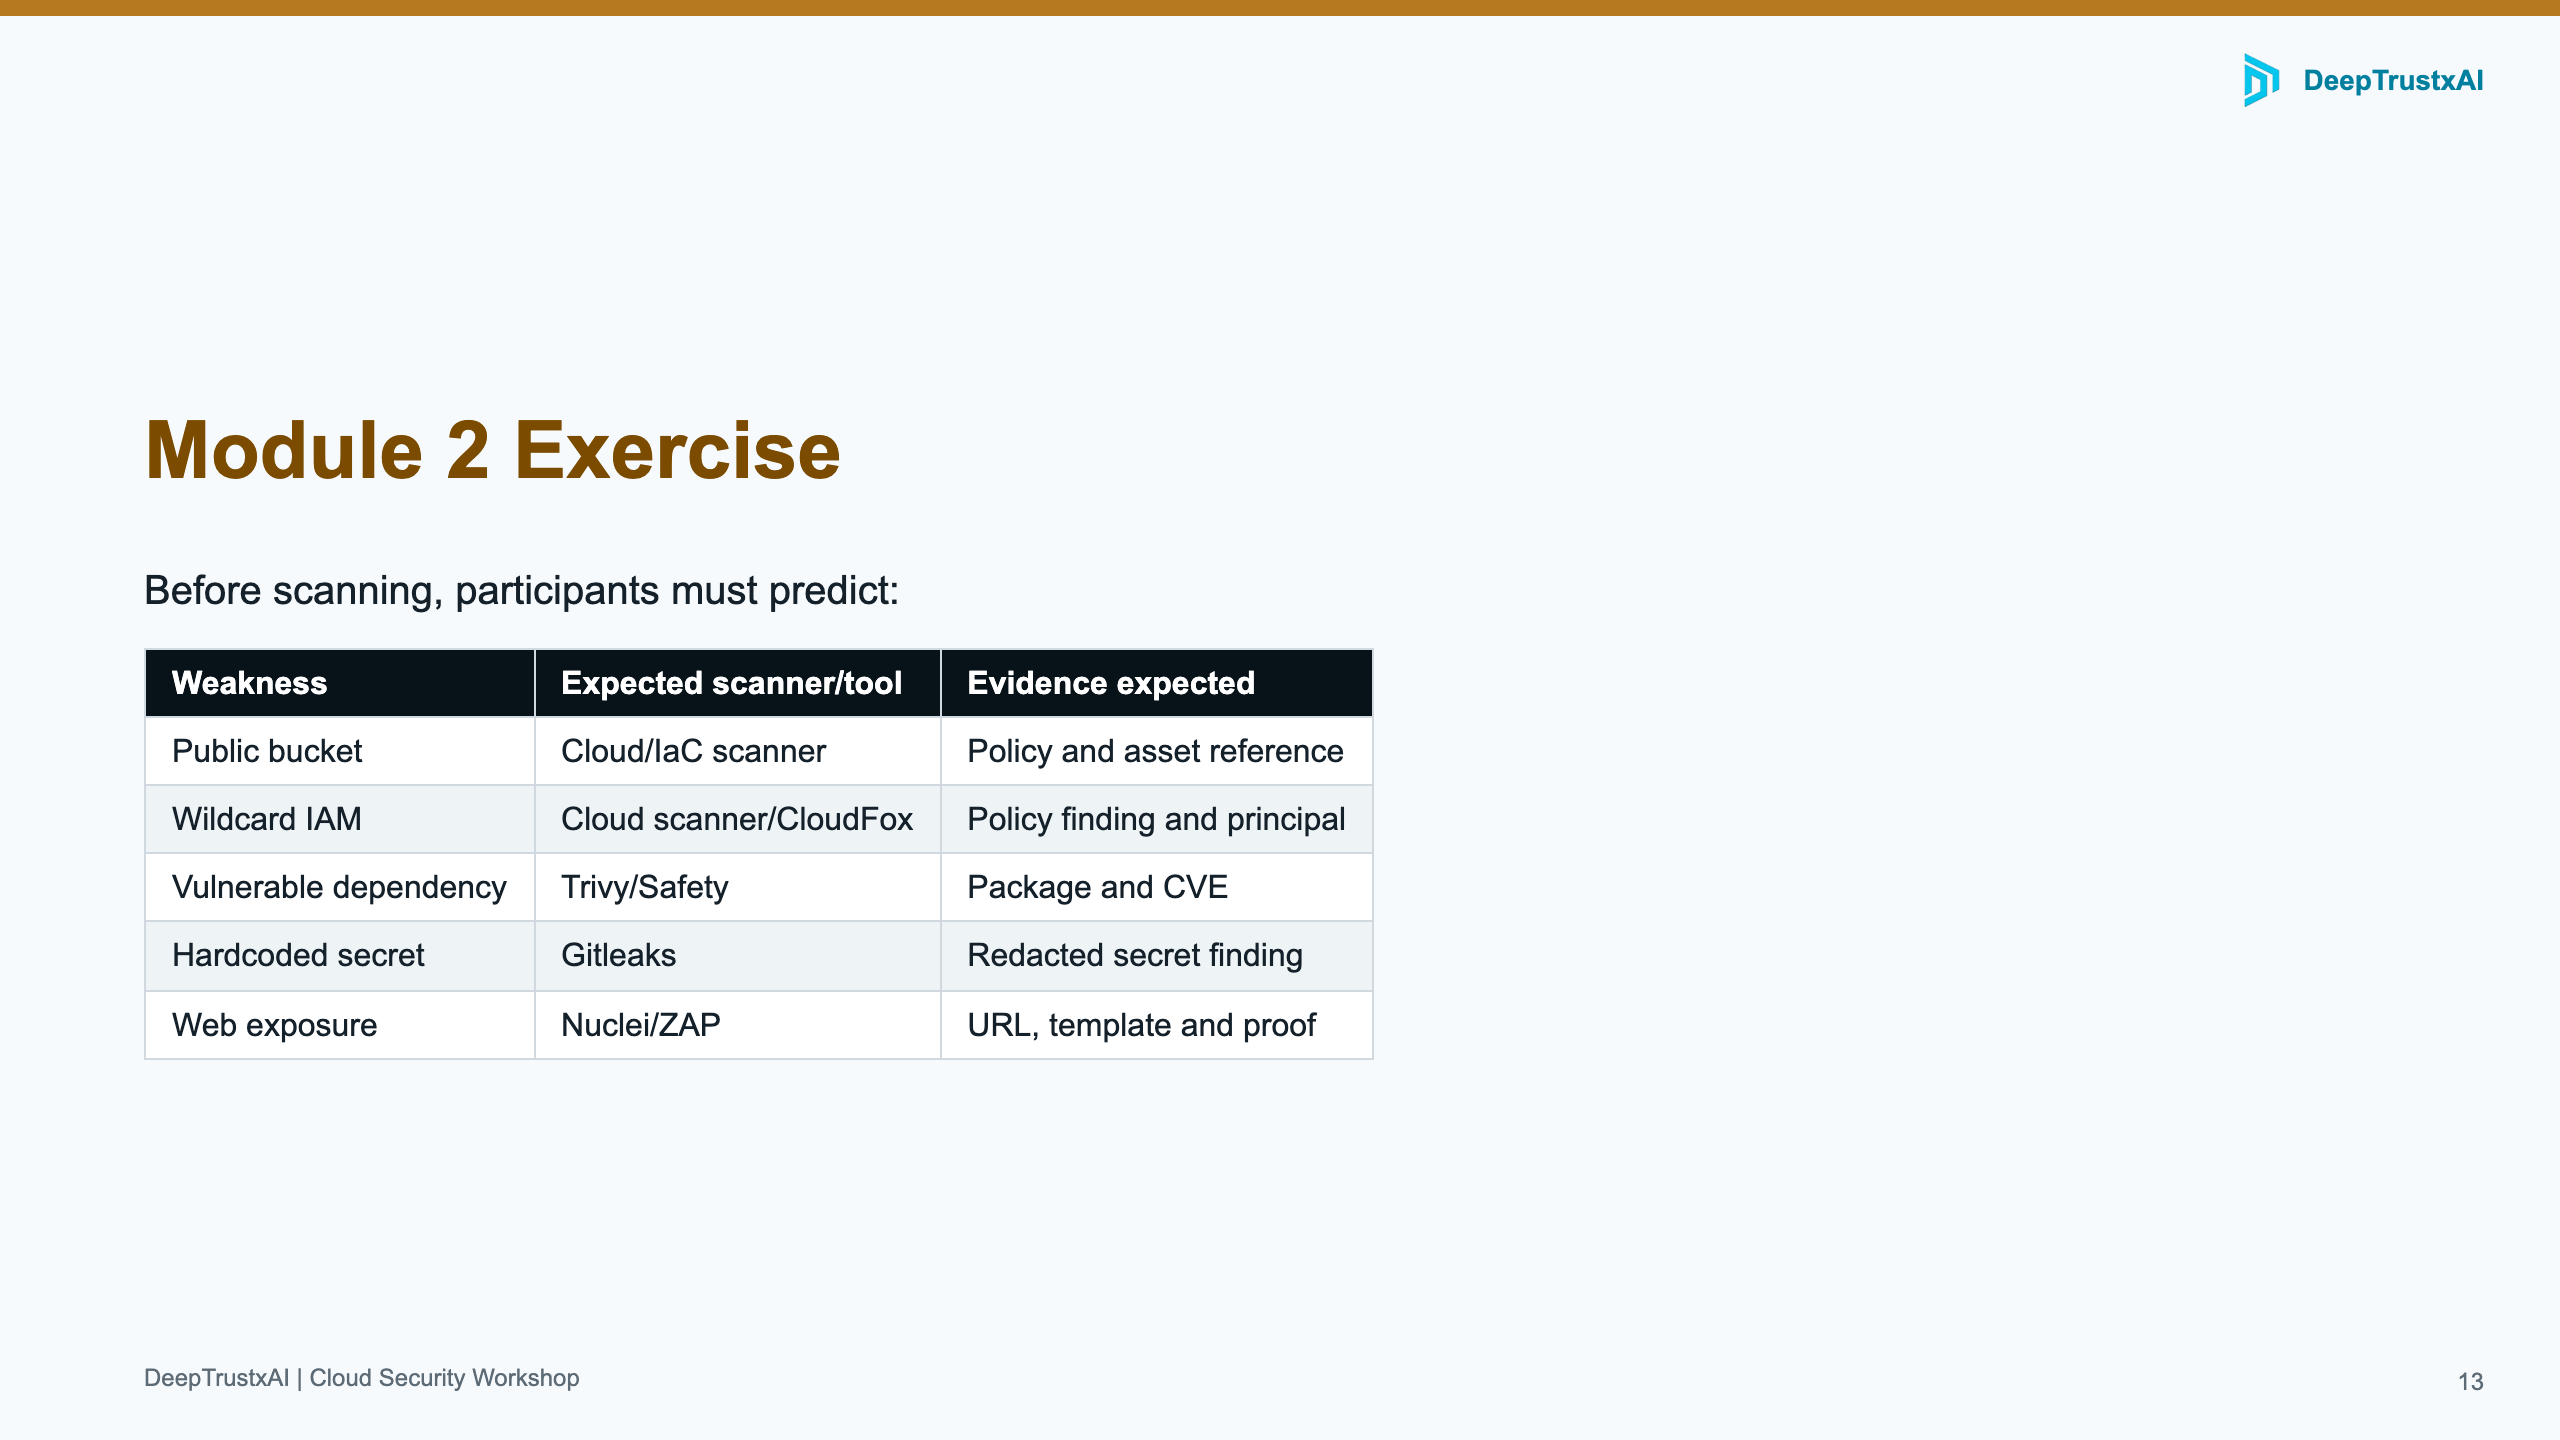 DeepTrustxAI
Module 2 Exercise
Before scanning, participants must predict:
Weakness Expected scanner/tool Evidence expected
Public bucket Cloud/IaC scanner Policy and asset reference
Wildcard IAM Cloud scanner/CloudFox Policy finding and principal
Vulnerable dependency Trivy/Safety Package and CVE
Hardcoded secret Gitleaks Redacted secret finding
Web exposure Nuclei/ZAP URL, template and proof
DeepTrustxAI | Cloud Security Workshop
13